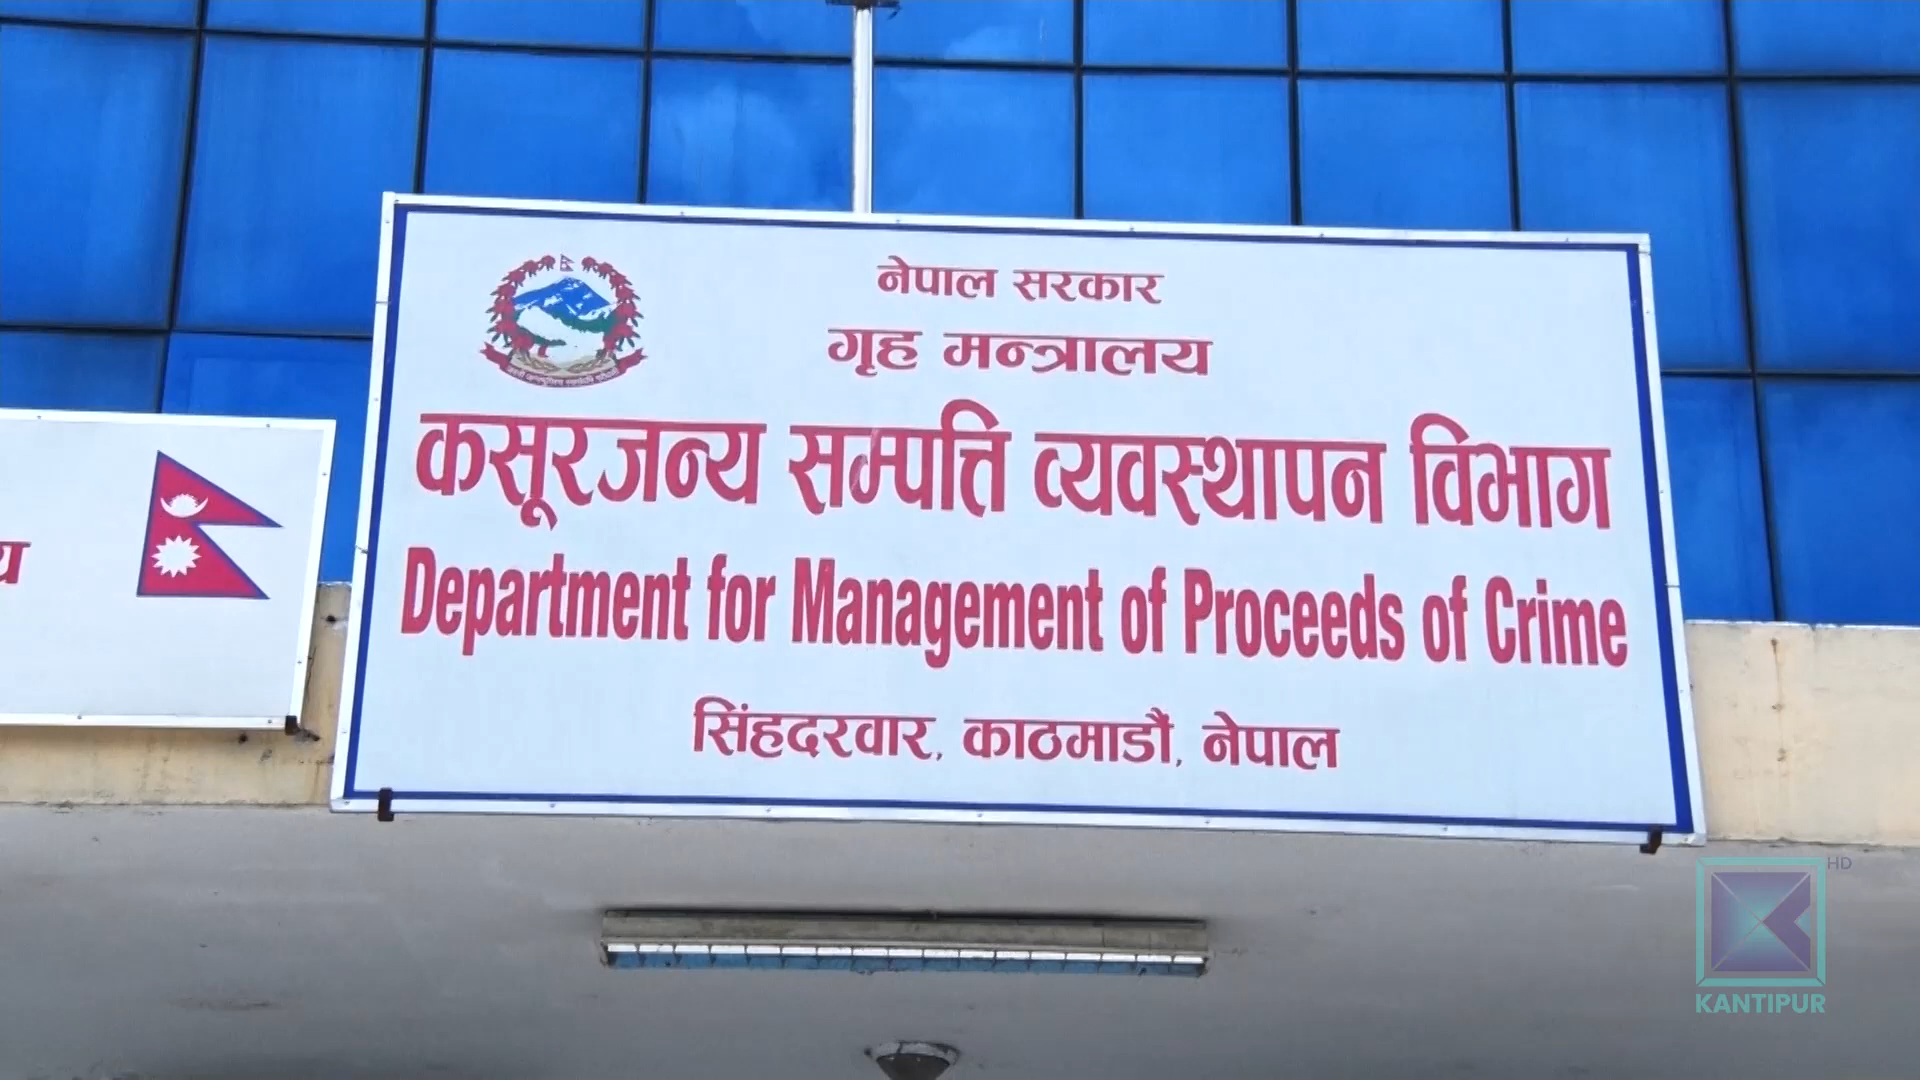 नेपाल सरकार
गृह मन्त्रालय
कसूरजन्य सम्पत्ति व्यवस्थापन विभाग
Department for Management of Proceeds of Crime
सिंहदरवार, काठमाडौं, नेपाल
य
HD
KANTIPUR